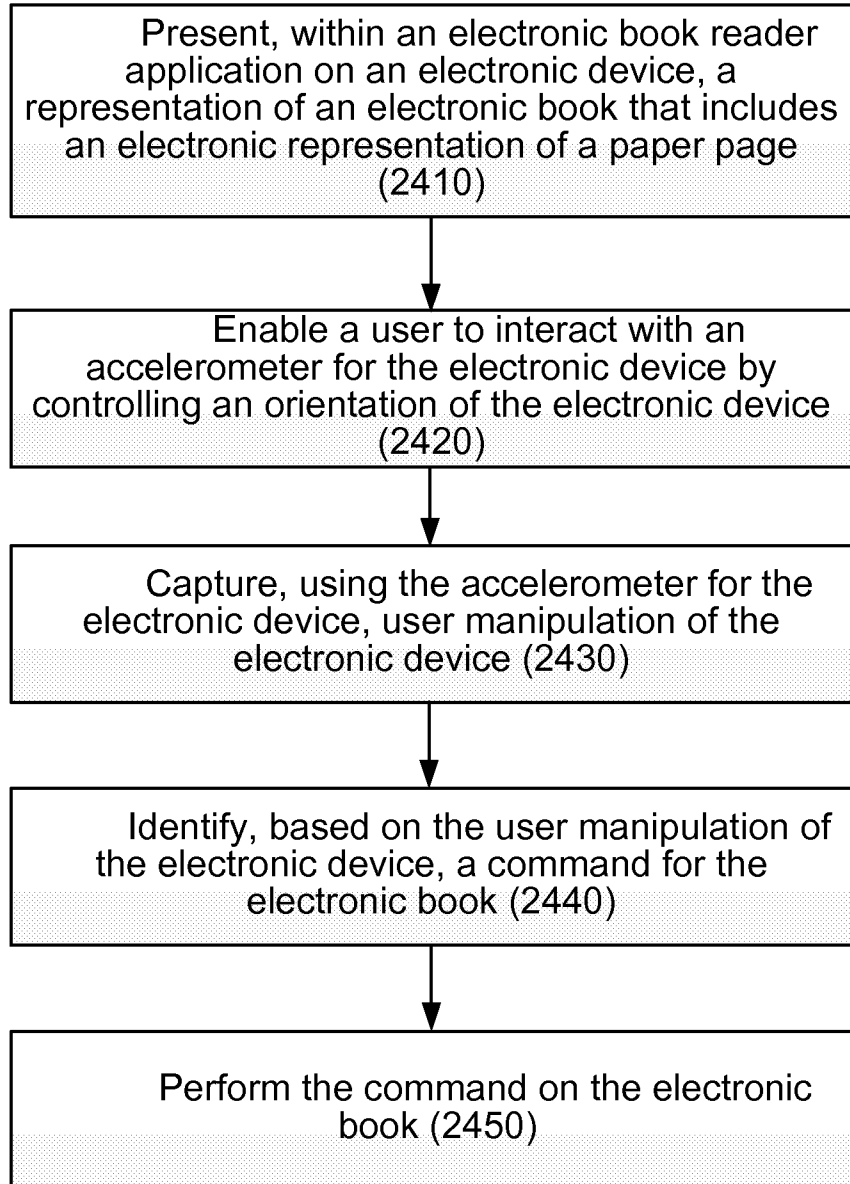 Present, within an electronic book reader
application on an electronic device, a
representation of an electronic book that includes
an electronic representation of a paper page
(2410)
Enable a user to interact with an
accelerometer for the electronic device by
controlling an orientation of the electronic device
(2420)
Capture, using the accelerometer for the
electronic device, user manipulation of the
electronic device (2430)
Identify, based on the user manipulation of
the electronic device, a command for the
electronic book (2440)
Perform the command on the electronic
book (2450)